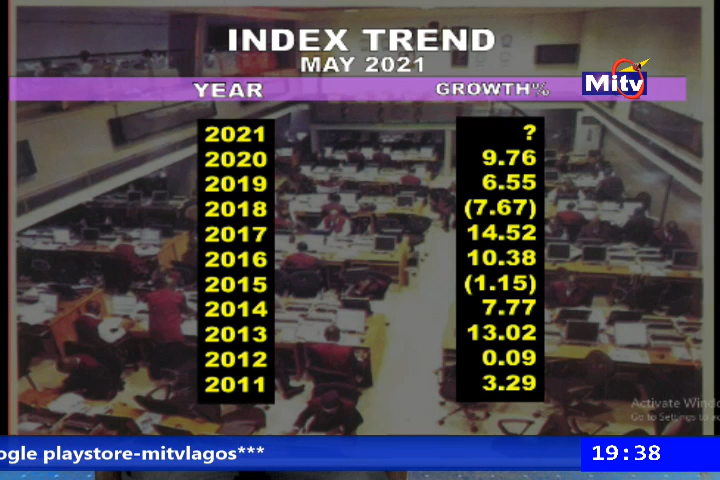 INDEX TREND
MAY 2021
YEAR GROWTH%
Mitv
2021 ?
2020 9.76
2019 6.55
2018 (7.67)
2017 14.52
2016 10.38
2015 (1.15)
2014 7.77
2013 13.02
2012 0.09
2011 3.29
Activate Windo
Go to Settings to a
ogle playstore-mitvlagos***
19:38